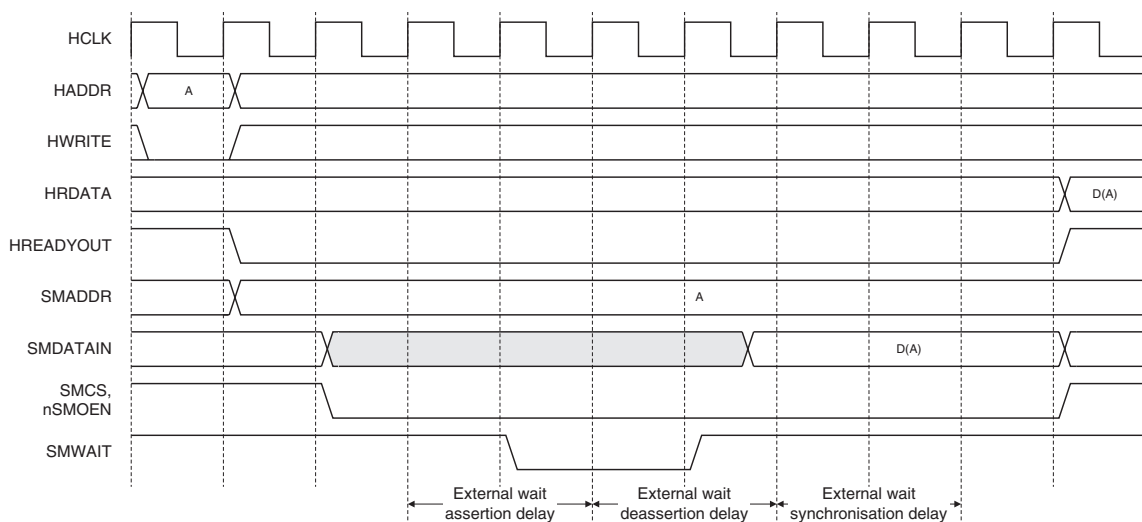 HCLK
HADDR
A
HWRITE
HRDATA
D(A)
HREADYOUT
SMADDR
A
SMDATAIN
D(A)
SMCS,
nSMOEN
SMWAIT
External wait
assertion delay
External wait
deassertion delay
External wait
synchronisation delay